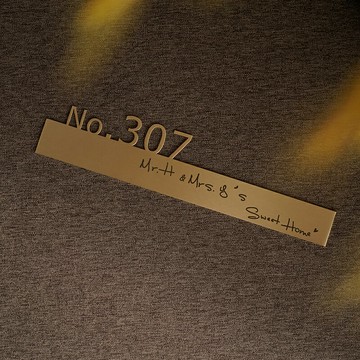 No.307
Mr.H & Mrs. y's
Sweet Home